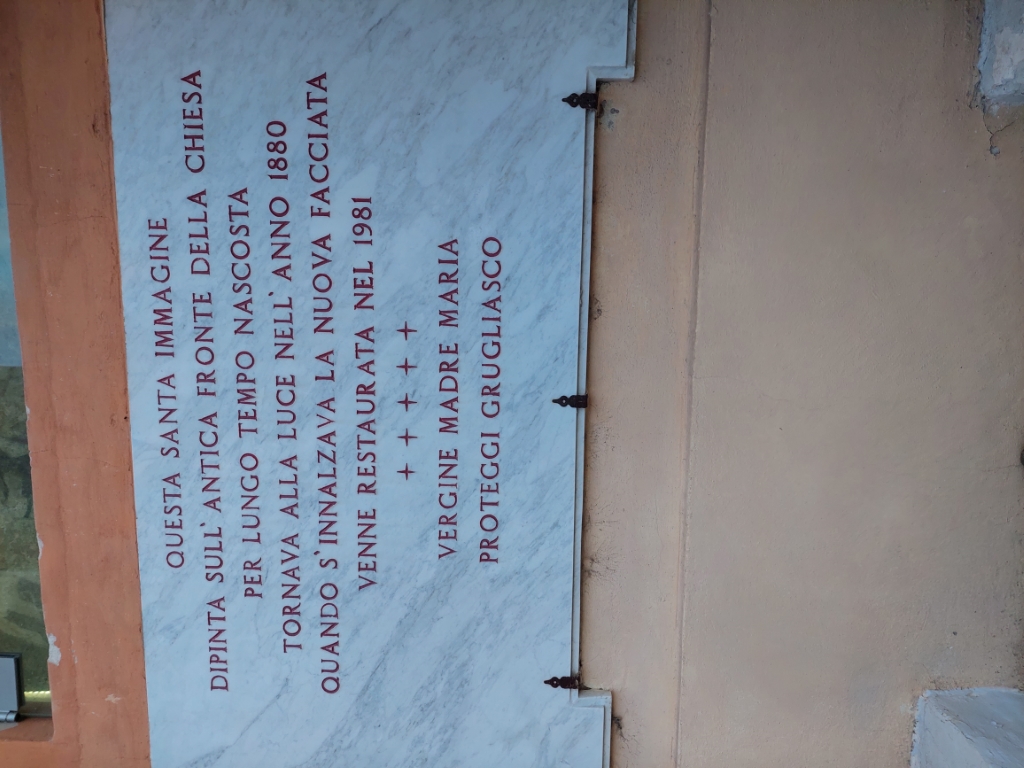 QUESTA SANTA IMMAGINE
DIPINTA SULL' ANTICA FRONTE DELLA CHIESA
PER LUNGO TEMPO NASCOSTA
TORNAVA ALLA LUCE NELL' ANNO 1880
QUANDO S'INNALZAVA LA NUOVA FACCIATA
VENNE RESTAURATA NEL 1981
+ + + + +
VERGINE MADRE MARIA
PROTEGGI GRUGLIASCO